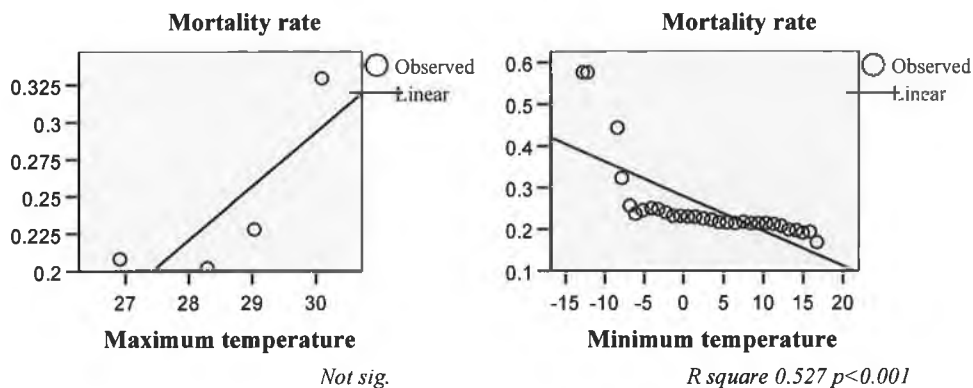 Mortality rate
0.325
0.3
0.275
0.25
0.225
0.2
27 28 29 30
Maximum temperature
Not sig.
Observed
Linear
Mortality rate
0.6
0.5
0.4
0.3
0.2
0.1
-15 -10 -5 0 5 10 15 20
Minimum temperature
R square 0.527 p<0.001
Observed
Linear